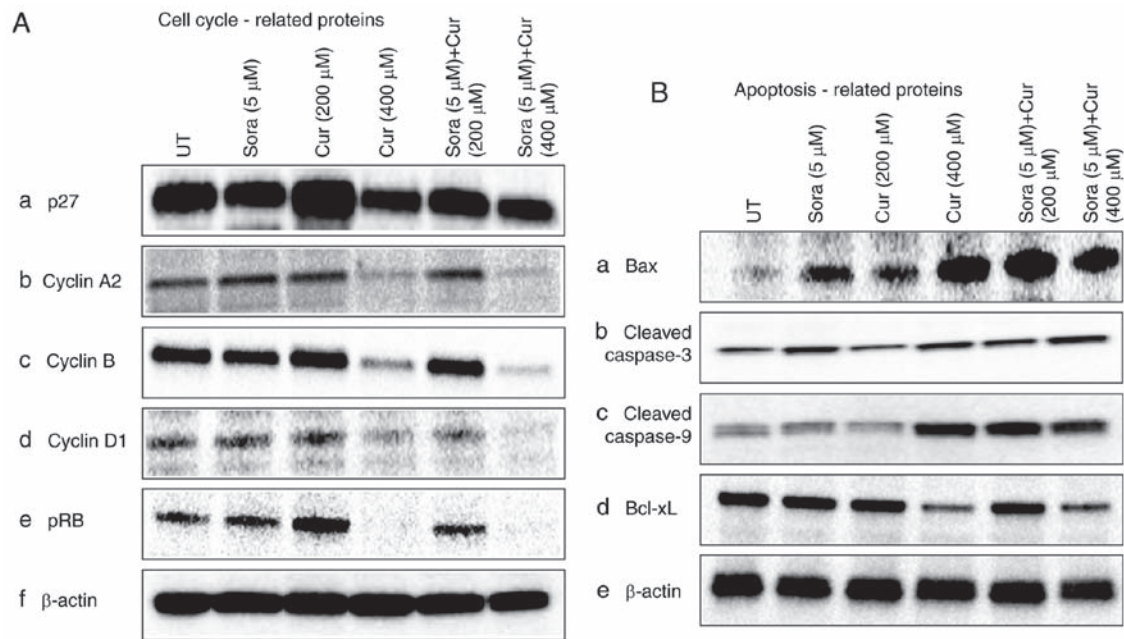 A
Cell cycle - related proteins
UT
Sora (5 μM)
Cur (200 μM)
Cur (400 μM)
Sora (5 μM)+Cur
(200 μM)
Sora (5 μM)+Cur
(400 μM)
a p27
b Cyclin A2
c Cyclin B
d Cyclin D1
e pRB
f β-actin
B
Apoptosis - related proteins
UT
Sora (5 μM)
Cur (200 μM)
Cur (400 μM)
Sora (5 μM)+Cur
(200 μM)
Sora (5 μM)+Cur
(400 μM)
a Bax
b Cleaved
caspase-3
c Cleaved
caspase-9
d Bcl-xL
e β-actin